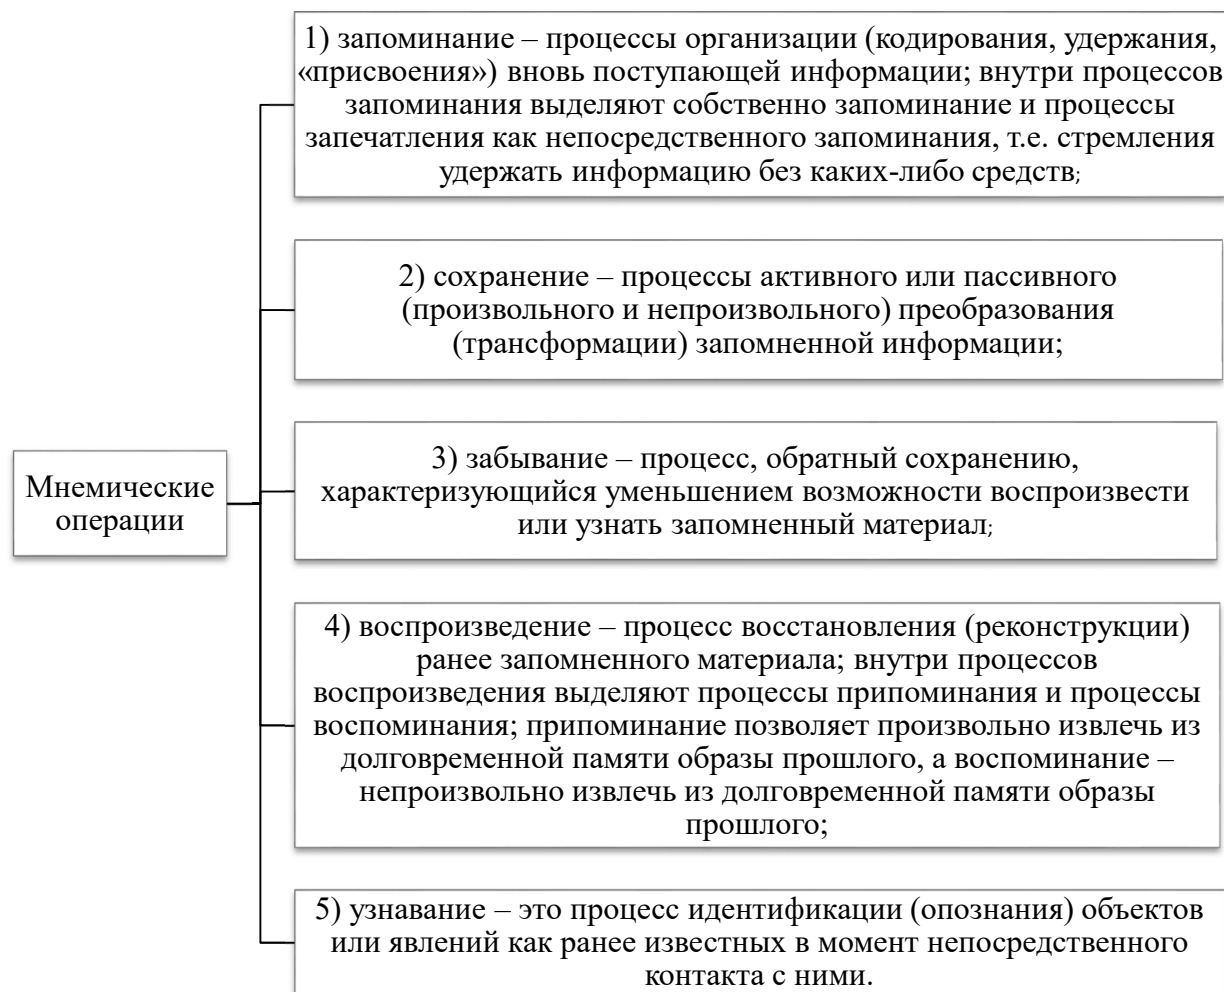 1) запоминание – процессы организации (кодирования, удержания,
«присвоения») вновь поступающей информации; внутри процессов
запоминания выделяют собственно запоминание и процессы
запечатления как непосредственного запоминания, т.е. стремления
удержать информацию без каких-либо средств;
2) сохранение – процессы активного или пассивного
(произвольного и непроизвольного) преобразования
(трансформации) запомненной информации;
Мнемические
операции
3) забывание – процесс, обратный сохранению,
характеризующийся уменьшением возможности воспроизвести
или узнать запомненный материал;
4) воспроизведение – процесс восстановления (реконструкции)
ранее запомненного материала; внутри процессов
воспроизведения выделяют процессы припоминания и процессы
воспоминания; припоминание позволяет произвольно извлечь из
долговременной памяти образы прошлого, а воспоминание –
непроизвольно извлечь из долговременной памяти образы
прошлого;
5) узнавание – это процесс идентификации (опознания) объектов
или явлений как ранее известных в момент непосредственного
контакта с ними.